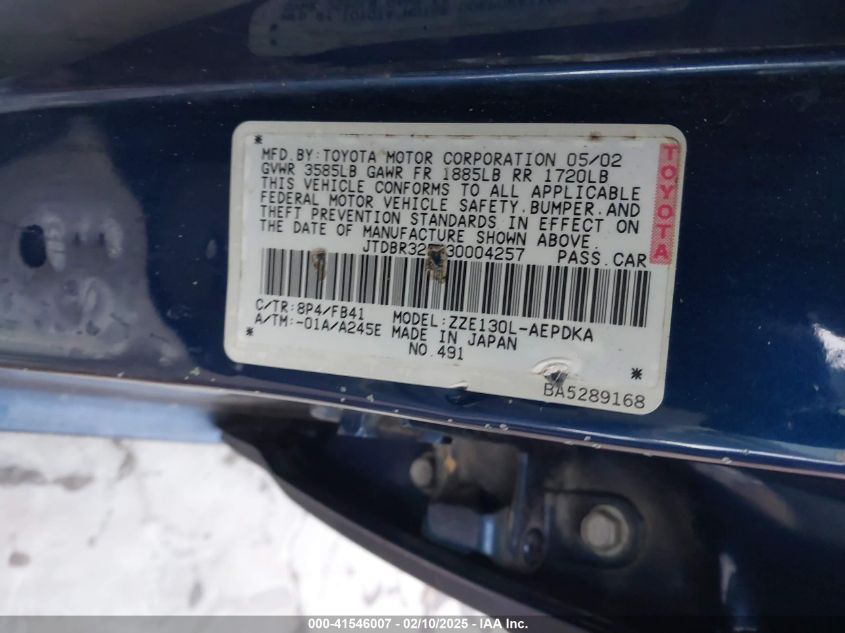 MFD.BY:TOYOTA MOTOR CORPORATION 05/02
GVWR 3585LB GAWR FR 1885LB RR 1720LB
THIS VEHICLE CONFORMS TO ALL APPLICABLE
FEDERAL MOTOR VEHICLE SAFETY, BUMPER, AND
THEFT PREVENTION STANDARDS IN EFFECT ON
THE DATE OF MANUFACTURE SHOWN ABOVE.
PASS.CAR
TOYOTA
C/TR:8P4/FB41 MODEL:ZZE130L-AEPDKA
A/TM:-01A/A245E MADE IN JAPAN
NO.491
BA5289168
000-41546007 - 02/10/2025 - IAA Inc.